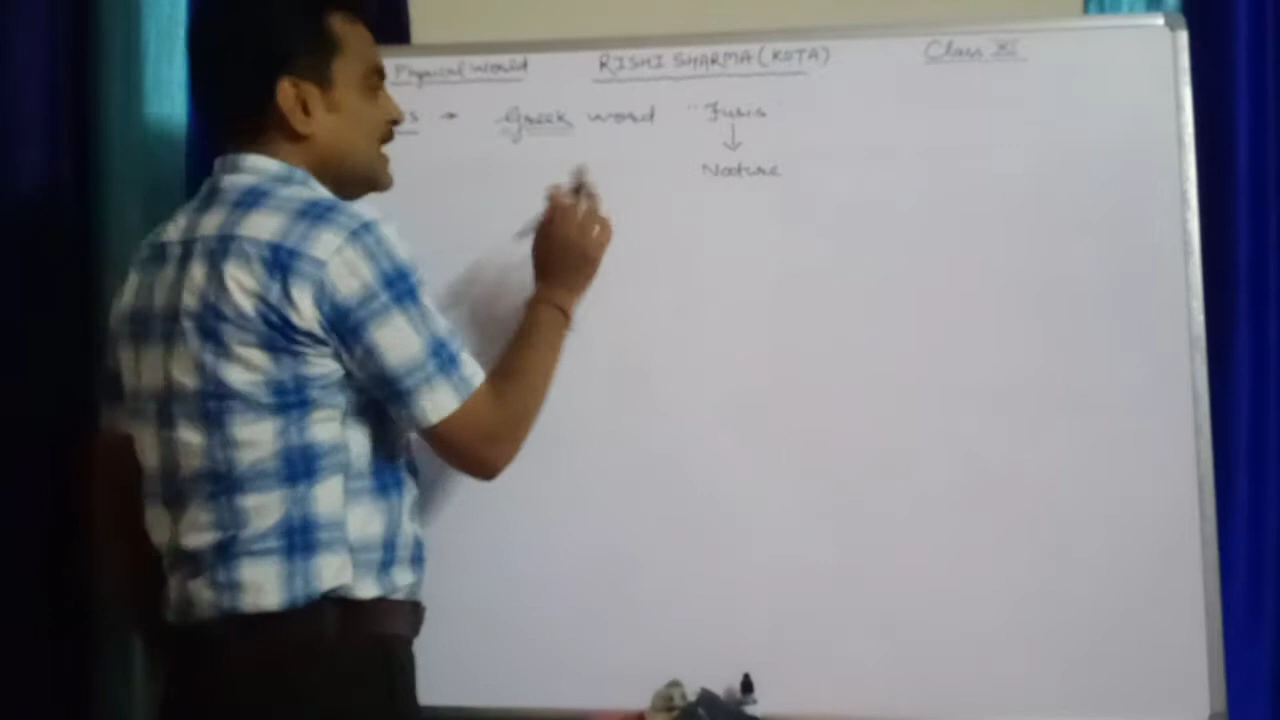 Physical World RISHI SHARMA (KOTA) Class XI
→ Greek word "Fusis"
↓
Nature